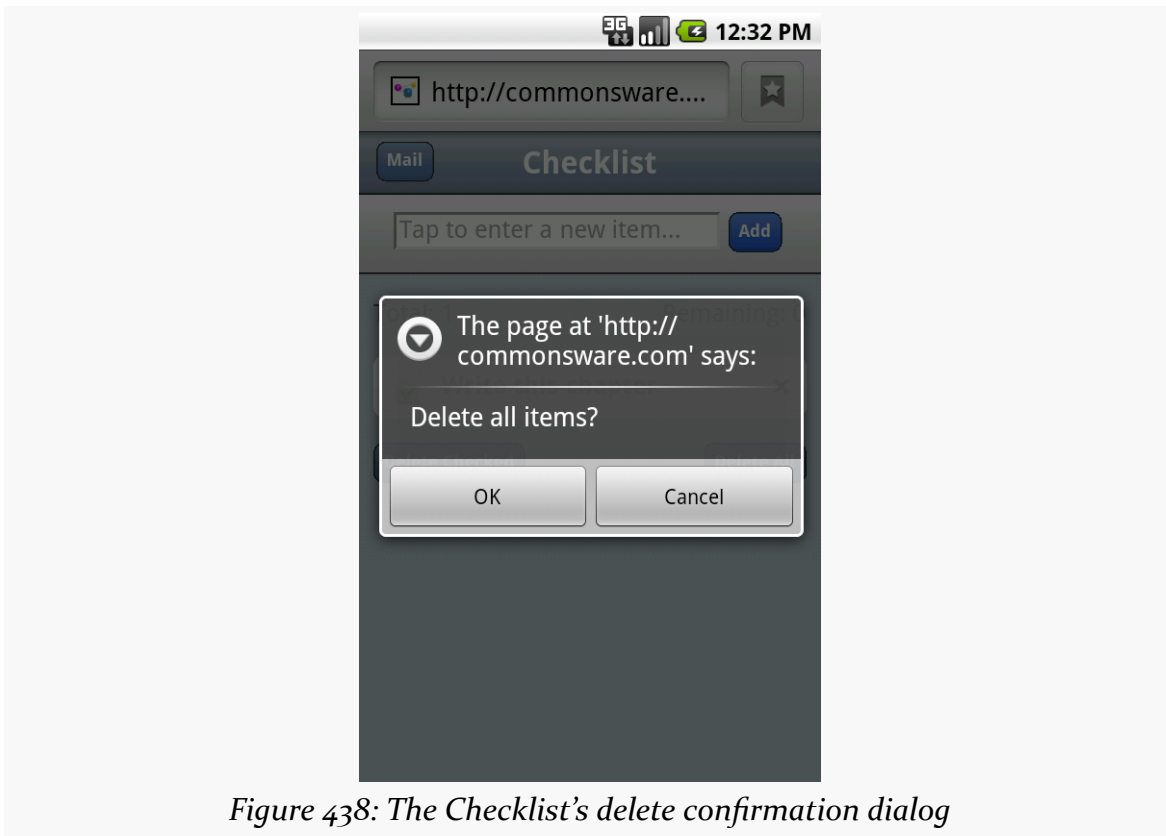 3G 12:32 PM
http://commonsware....
Mail Checklist
Tap to enter a new item... Add
The page at 'http://
commonsware.com' says:
Delete all items?
OK Cancel
Figure 438: The Checklist's delete confirmation dialog